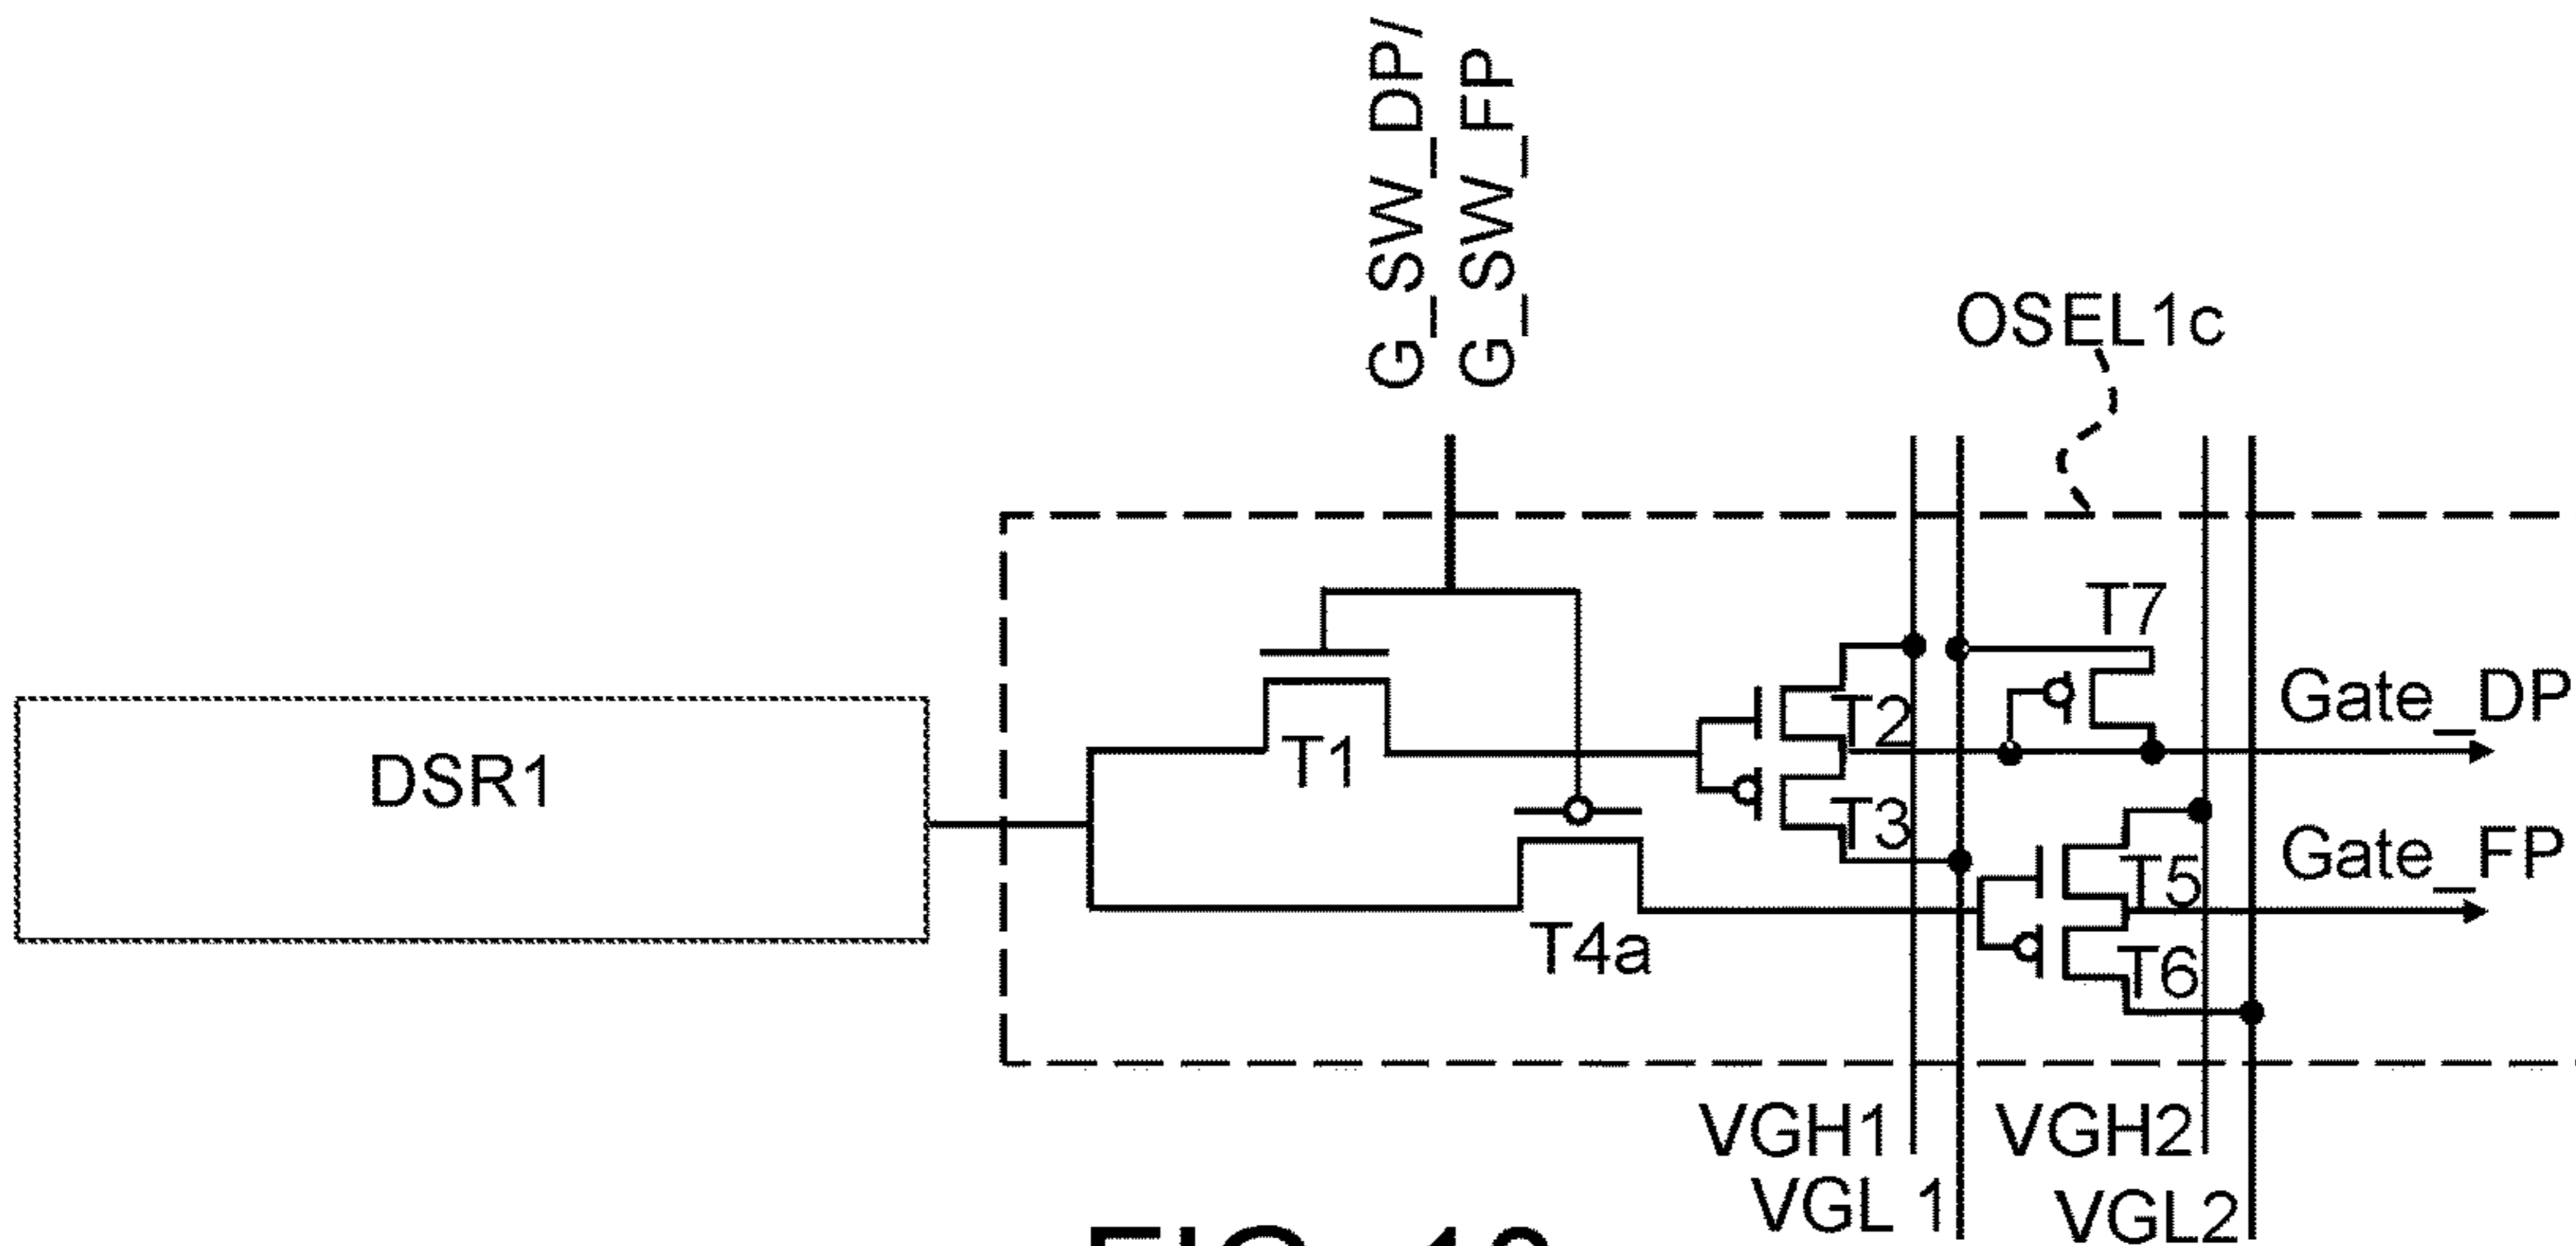 G_SW_DP/
G_SW_FP
OSEL1c
T7
Gate_DP
T2
DSR1
T1
T3
Gate_FP
T5
T4a
T6
VGH1
VGH2
VGL 1
VGL2